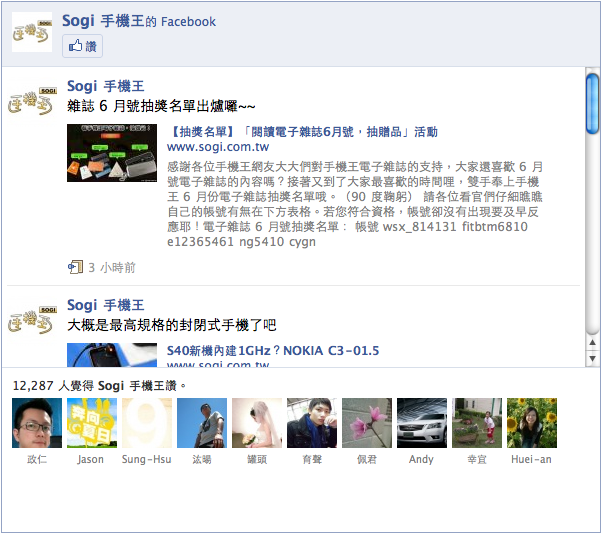 Sogi 手機王的 Facebook
讚
Sogi 手機王
雜誌 6 月號抽獎名單出爐囉~~
【抽獎名單】「閱讀電子雜誌6月號，抽贈品」活動
www.sogi.com.tw
感謝各位手機王網友大大們對手機王電子雜誌的支持，大家還喜歡 6 月
號電子雜誌的內容嗎？接著又到了大家最喜歡的時間哩，雙手奉上手機
王 6 月份電子雜誌抽獎名單哦。（90 度鞠躬） 請各位看官們仔細瞧瞧
自己的帳號有無在下方表格。若您符合資格，帳號卻沒有出現要及早反
應耶！電子雜誌 6 月號抽獎名單： 帳號 wsx_814131 fitbtm6810
e12365461 ng5410 cygn
3 小時前
Sogi 手機王
大概是最高規格的封閉式手機了吧
S40新機內建1GHz？NOKIA C3-01.5
www.sogi.com.tw
12,287 人覺得 Sogi 手機王讚。
奔向
夏日
9
政仁 Jason Sung-Hsu 汯暘 罐頭 育聲 佩君 Andy 幸宜 Huei-an